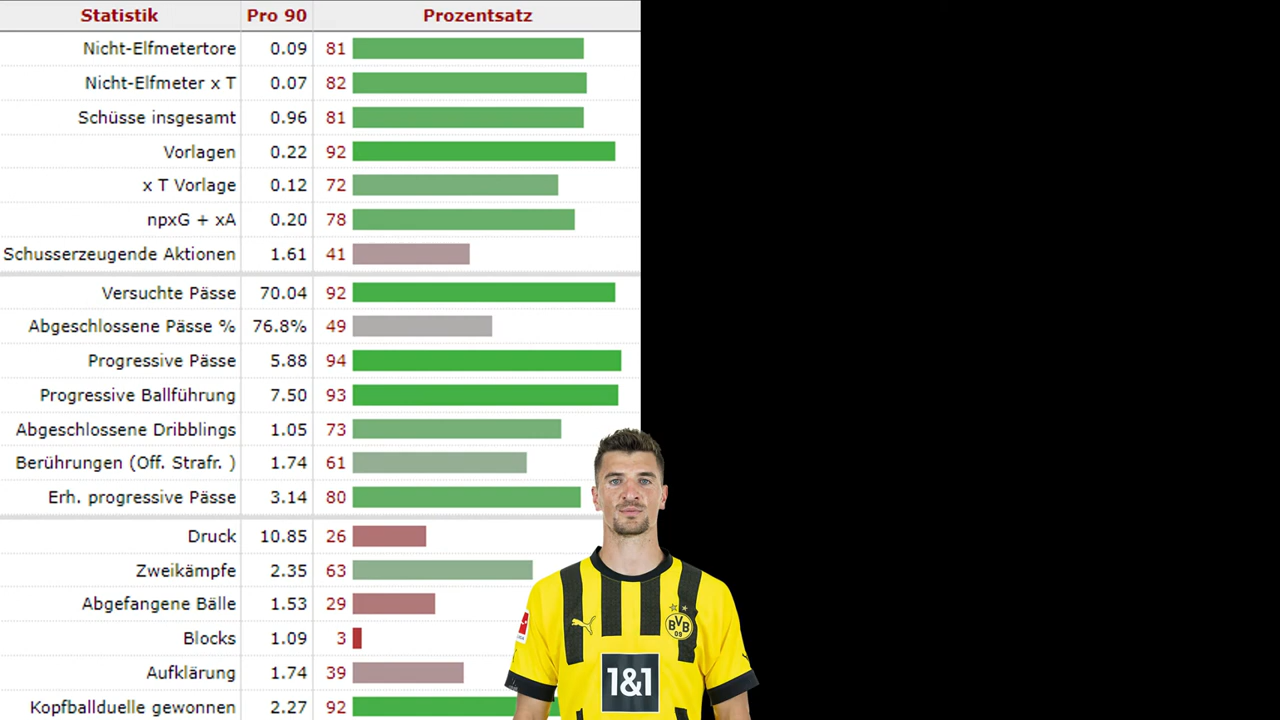 Statistik Pro 90 Prozentsatz
Nicht-Elfmetertore 0.09 81
Nicht-Elfmeter x T 0.07 82
Schüsse insgesamt 0.96 81
Vorlagen 0.22 92
x T Vorlage 0.12 72
npxG + xA 0.20 78
Schusserzeugende Aktionen 1.61 41
Versuchte Pässe 70.04 92
Abgeschlossene Pässe % 76.8% 49
Progressive Pässe 5.88 94
Progressive Ballführung 7.50 93
Abgeschlossene Dribblings 1.05 73
Berührungen (Off. Strafr. ) 1.74 61
Erh. progressive Pässe 3.14 80
Druck 10.85 26
Zweikämpfe 2.35 63
Abgefangene Bälle 1.53 29
Blocks 1.09 3
Aufklärung 1.74 39
Kopfballduelle gewonnen 2.27 92
BVB
09
1&1